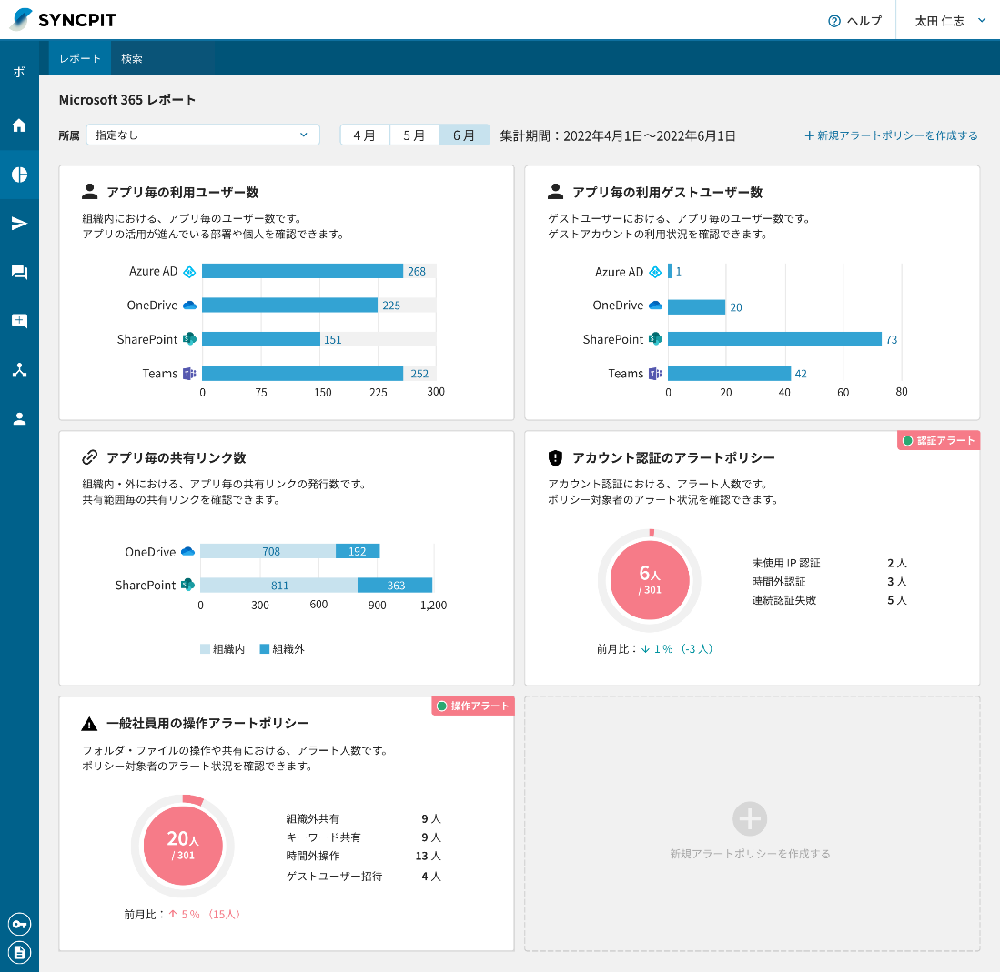 SYNCPIT
ヘルプ
太田 仁志
ボ
レポート
検索
Microsoft 365 レポート
所属
指定なし
4 月
5 月
6 月
集計期間：2022年4月1日〜2022年6月1日
＋新規アラートポリシーを作成する
アプリ毎の利用ユーザー数
組織内における、アプリ毎のユーザー数です。
アプリの活用が進んでいる部署や個人を確認できます。
Azure AD 268
OneDrive 225
SharePoint 151
Teams 252
0 75 150 225 300
アプリ毎の利用ゲストユーザー数
ゲストユーザーにおける、アプリ毎のユーザー数です。
ゲストアカウントの利用状況を確認できます。
Azure AD 1
OneDrive 20
SharePoint 73
Teams 42
0 20 40 60 80
アプリ毎の共有リンク数
組織内・外における、アプリ毎の共有リンクの発行数です。
共有範囲毎の共有リンクを確認できます。
OneDrive 708 192
SharePoint 811 363
0 300 600 900 1,200
組織内 組織外
認証アラート
アカウント認証のアラートポリシー
アカウント認証における、アラート人数です。
ポリシー対象者のアラート状況を確認できます。
6人
/ 301
未使用 IP 認証 2 人
時間外認証 3 人
連続認証失敗 5 人
前月比：↓ 1 % （-3 人）
操作アラート
一般社員用の操作アラートポリシー
フォルダ・ファイルの操作や共有における、アラート人数です。
ポリシー対象者のアラート状況を確認できます。
20人
/ 301
組織外共有 9 人
キーワード共有 9 人
時間外操作 13 人
ゲストユーザー招待 4 人
前月比：↑ 5 % （15人）
新規アラートポリシーを作成する